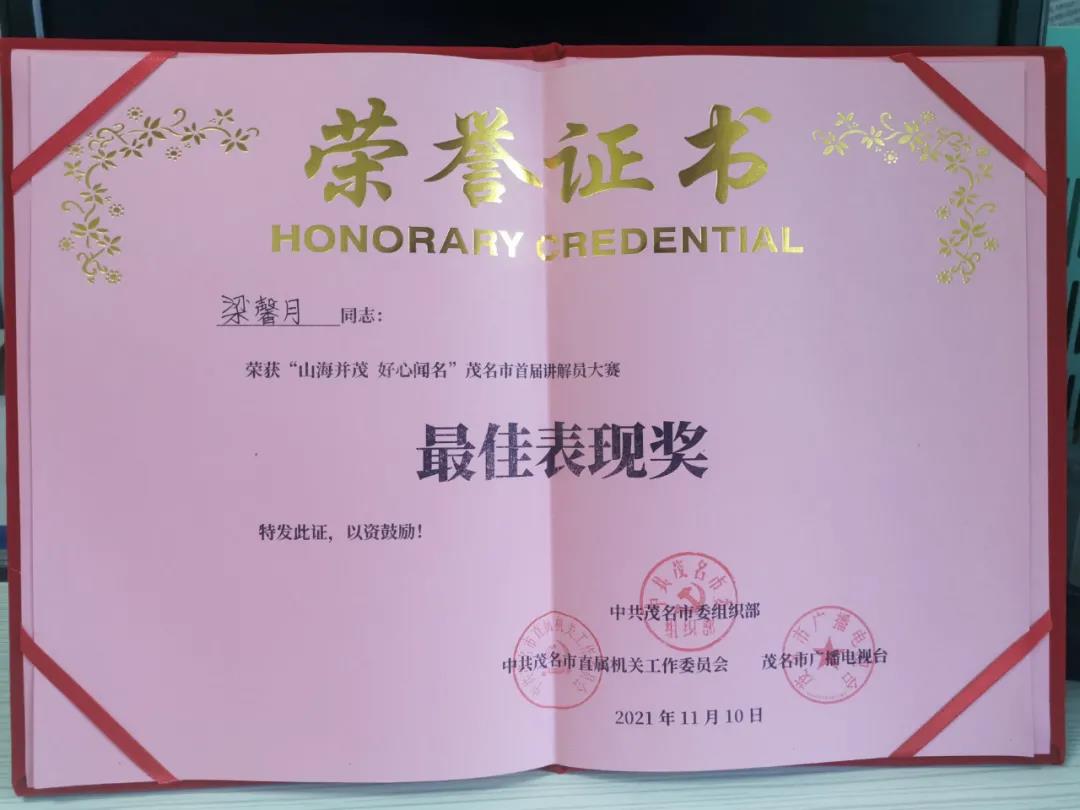 荣誉证书
HONORARY CREDENTIAL
梁馨月 同志：
荣获“山海并茂 好心闻名”茂名市首届讲解员大赛
最佳表现奖
特发此证，以资鼓励！
中共茂名市委组织部
中共茂名市直属机关工作委员会 茂名市广播电视台
2021年11月10日